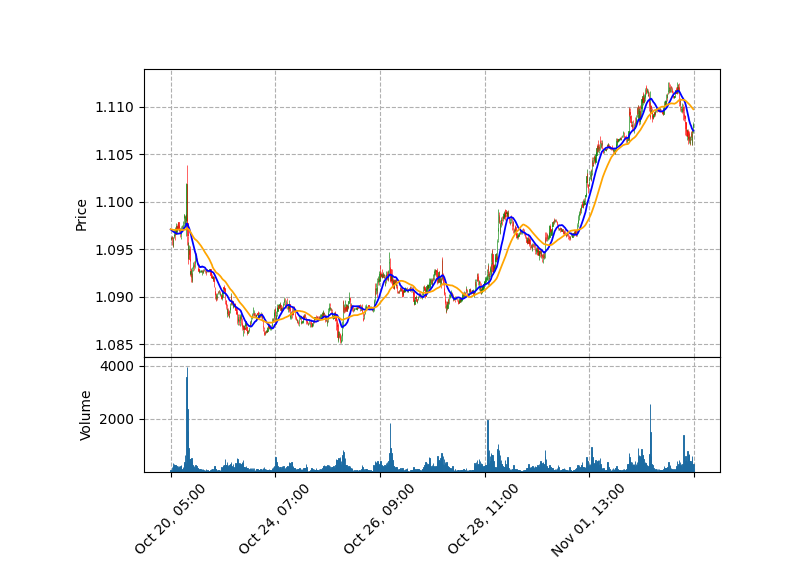 1.110
1.105
1.100
1.095
1.090
1.085
Price
4000
2000
Volume
Oct 20, 05:00
Oct 24, 07:00
Oct 26, 09:00
Oct 28, 11:00
Nov 01, 13:00